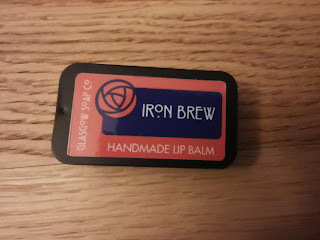 GLASGOW SOAP CO
IRON BREW
HANDMADE LIP BALM